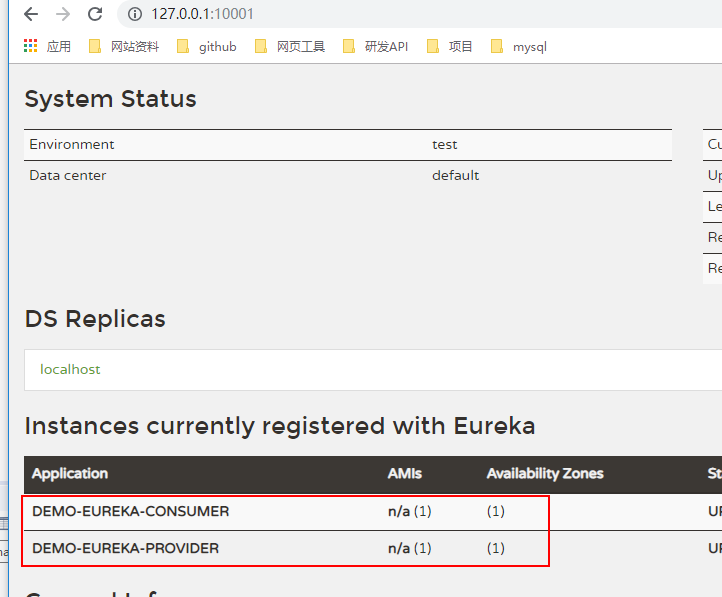 127.0.0.1:10001
应用 网站资料 github 网页工具 研发API 项目 mysql
System Status
Environment test Cu
Data center default Up
Le
Re
Re
DS Replicas
localhost
Instances currently registered with Eureka
Application AMIs Availability Zones St
DEMO-EUREKA-CONSUMER n/a (1) (1) UP
DEMO-EUREKA-PROVIDER n/a (1) (1) UP